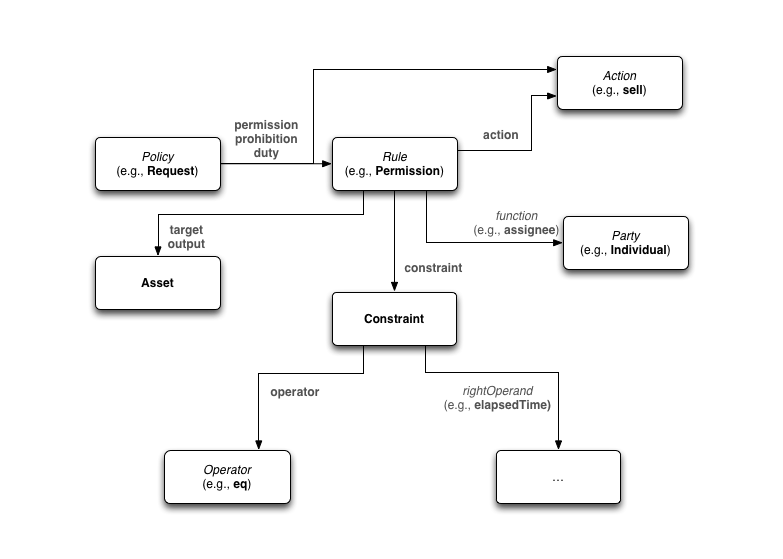 Action
(e.g., sell)
permission
prohibition
duty
action
Policy
(e.g., Request)
Rule
(e.g., Permission)
target
output
function
(e.g., assignee)
Party
(e.g., Individual)
Asset
constraint
Constraint
operator
rightOperand
(e.g., elapsedTime)
Operator
(e.g., eq)
...